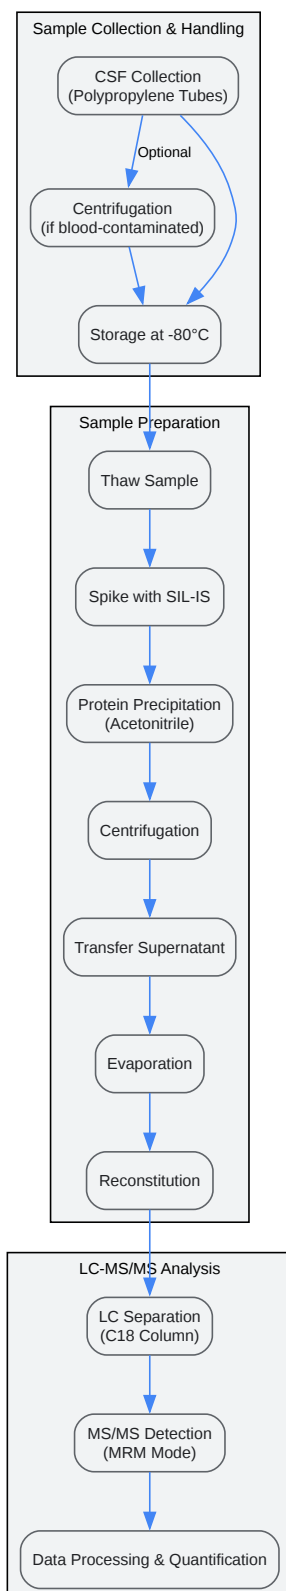 Sample Collection & Handling
CSF Collection
(Polypropylene Tubes)
Optional
Centrifugation
(if blood-contaminated)
Storage at -80°C
Sample Preparation
Thaw Sample
Spike with SIL-IS
Protein Precipitation
(Acetonitrile)
Centrifugation
Transfer Supernatant
Evaporation
Reconstitution
LC-MS/MS Analysis
LC Separation
(C18 Column)
MS/MS Detection
(MRM Mode)
Data Processing & Quantification